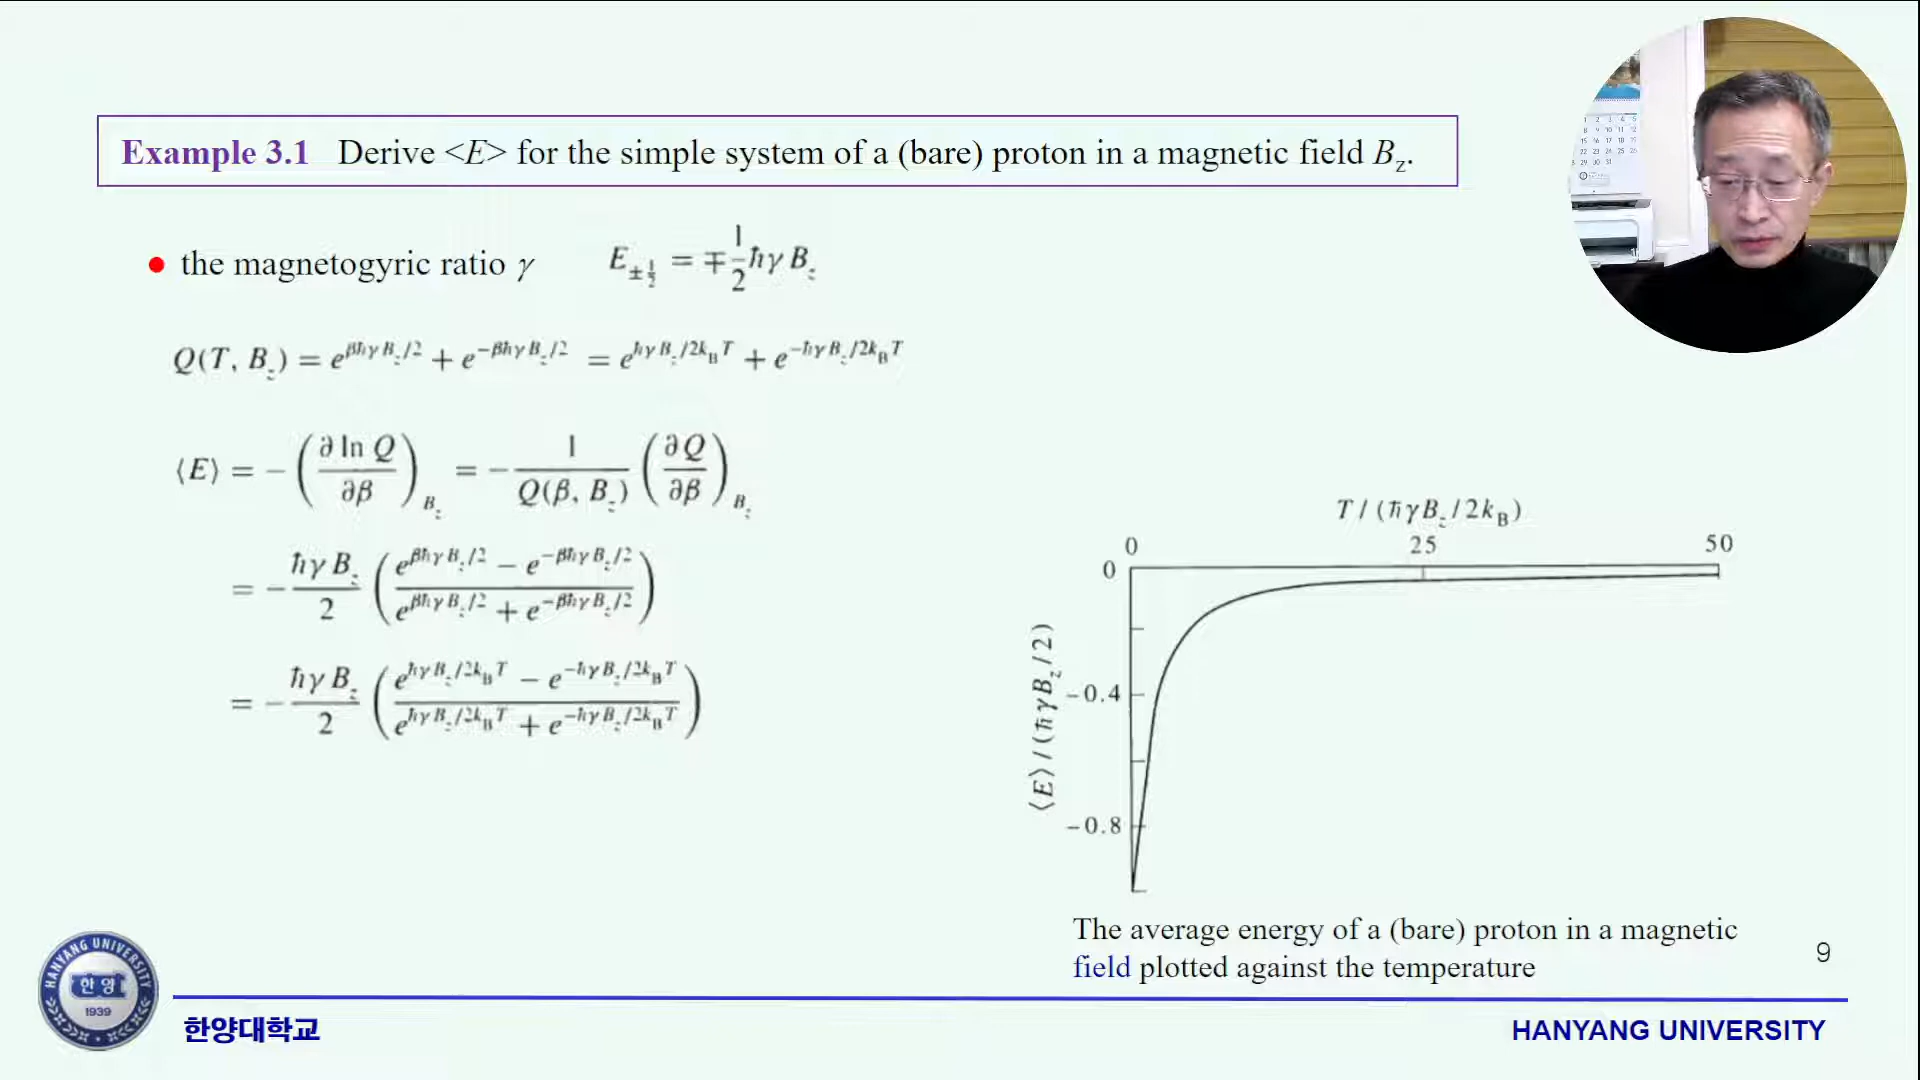 Example 3.1 Derive <E> for the simple system of a (bare) proton in a magnetic field B_z.
● the magnetogyric ratio γ E_{±1/2} = ∓ 1/2 ħγB_z
Q(T, B_z) = e^{βħγB_z/2} + e^{−βħγB_z/2} = e^{ħγB_z/2k_BT} + e^{−ħγB_z/2k_BT}
⟨E⟩ = −(∂ ln Q/∂β)_{B_z} = −1/Q(β, B_z) (∂Q/∂β)_{B_z}
= −ħγB_z/2 ((e^{βħγB_z/2} − e^{−βħγB_z/2})/(e^{βħγB_z/2} + e^{−βħγB_z/2}))
= −ħγB_z/2 ((e^{ħγB_z/2k_BT} − e^{−ħγB_z/2k_BT})/(e^{ħγB_z/2k_BT} + e^{−ħγB_z/2k_BT}))
T/(ħγB_z/2k_B)
0 25 50
0
−0.4
−0.8
⟨E⟩/(ħγB_z/2)
The average energy of a (bare) proton in a magnetic
field plotted against the temperature
9
HANYANG UNIVERSITY
한양
1939
한양대학교
HANYANG UNIVERSITY